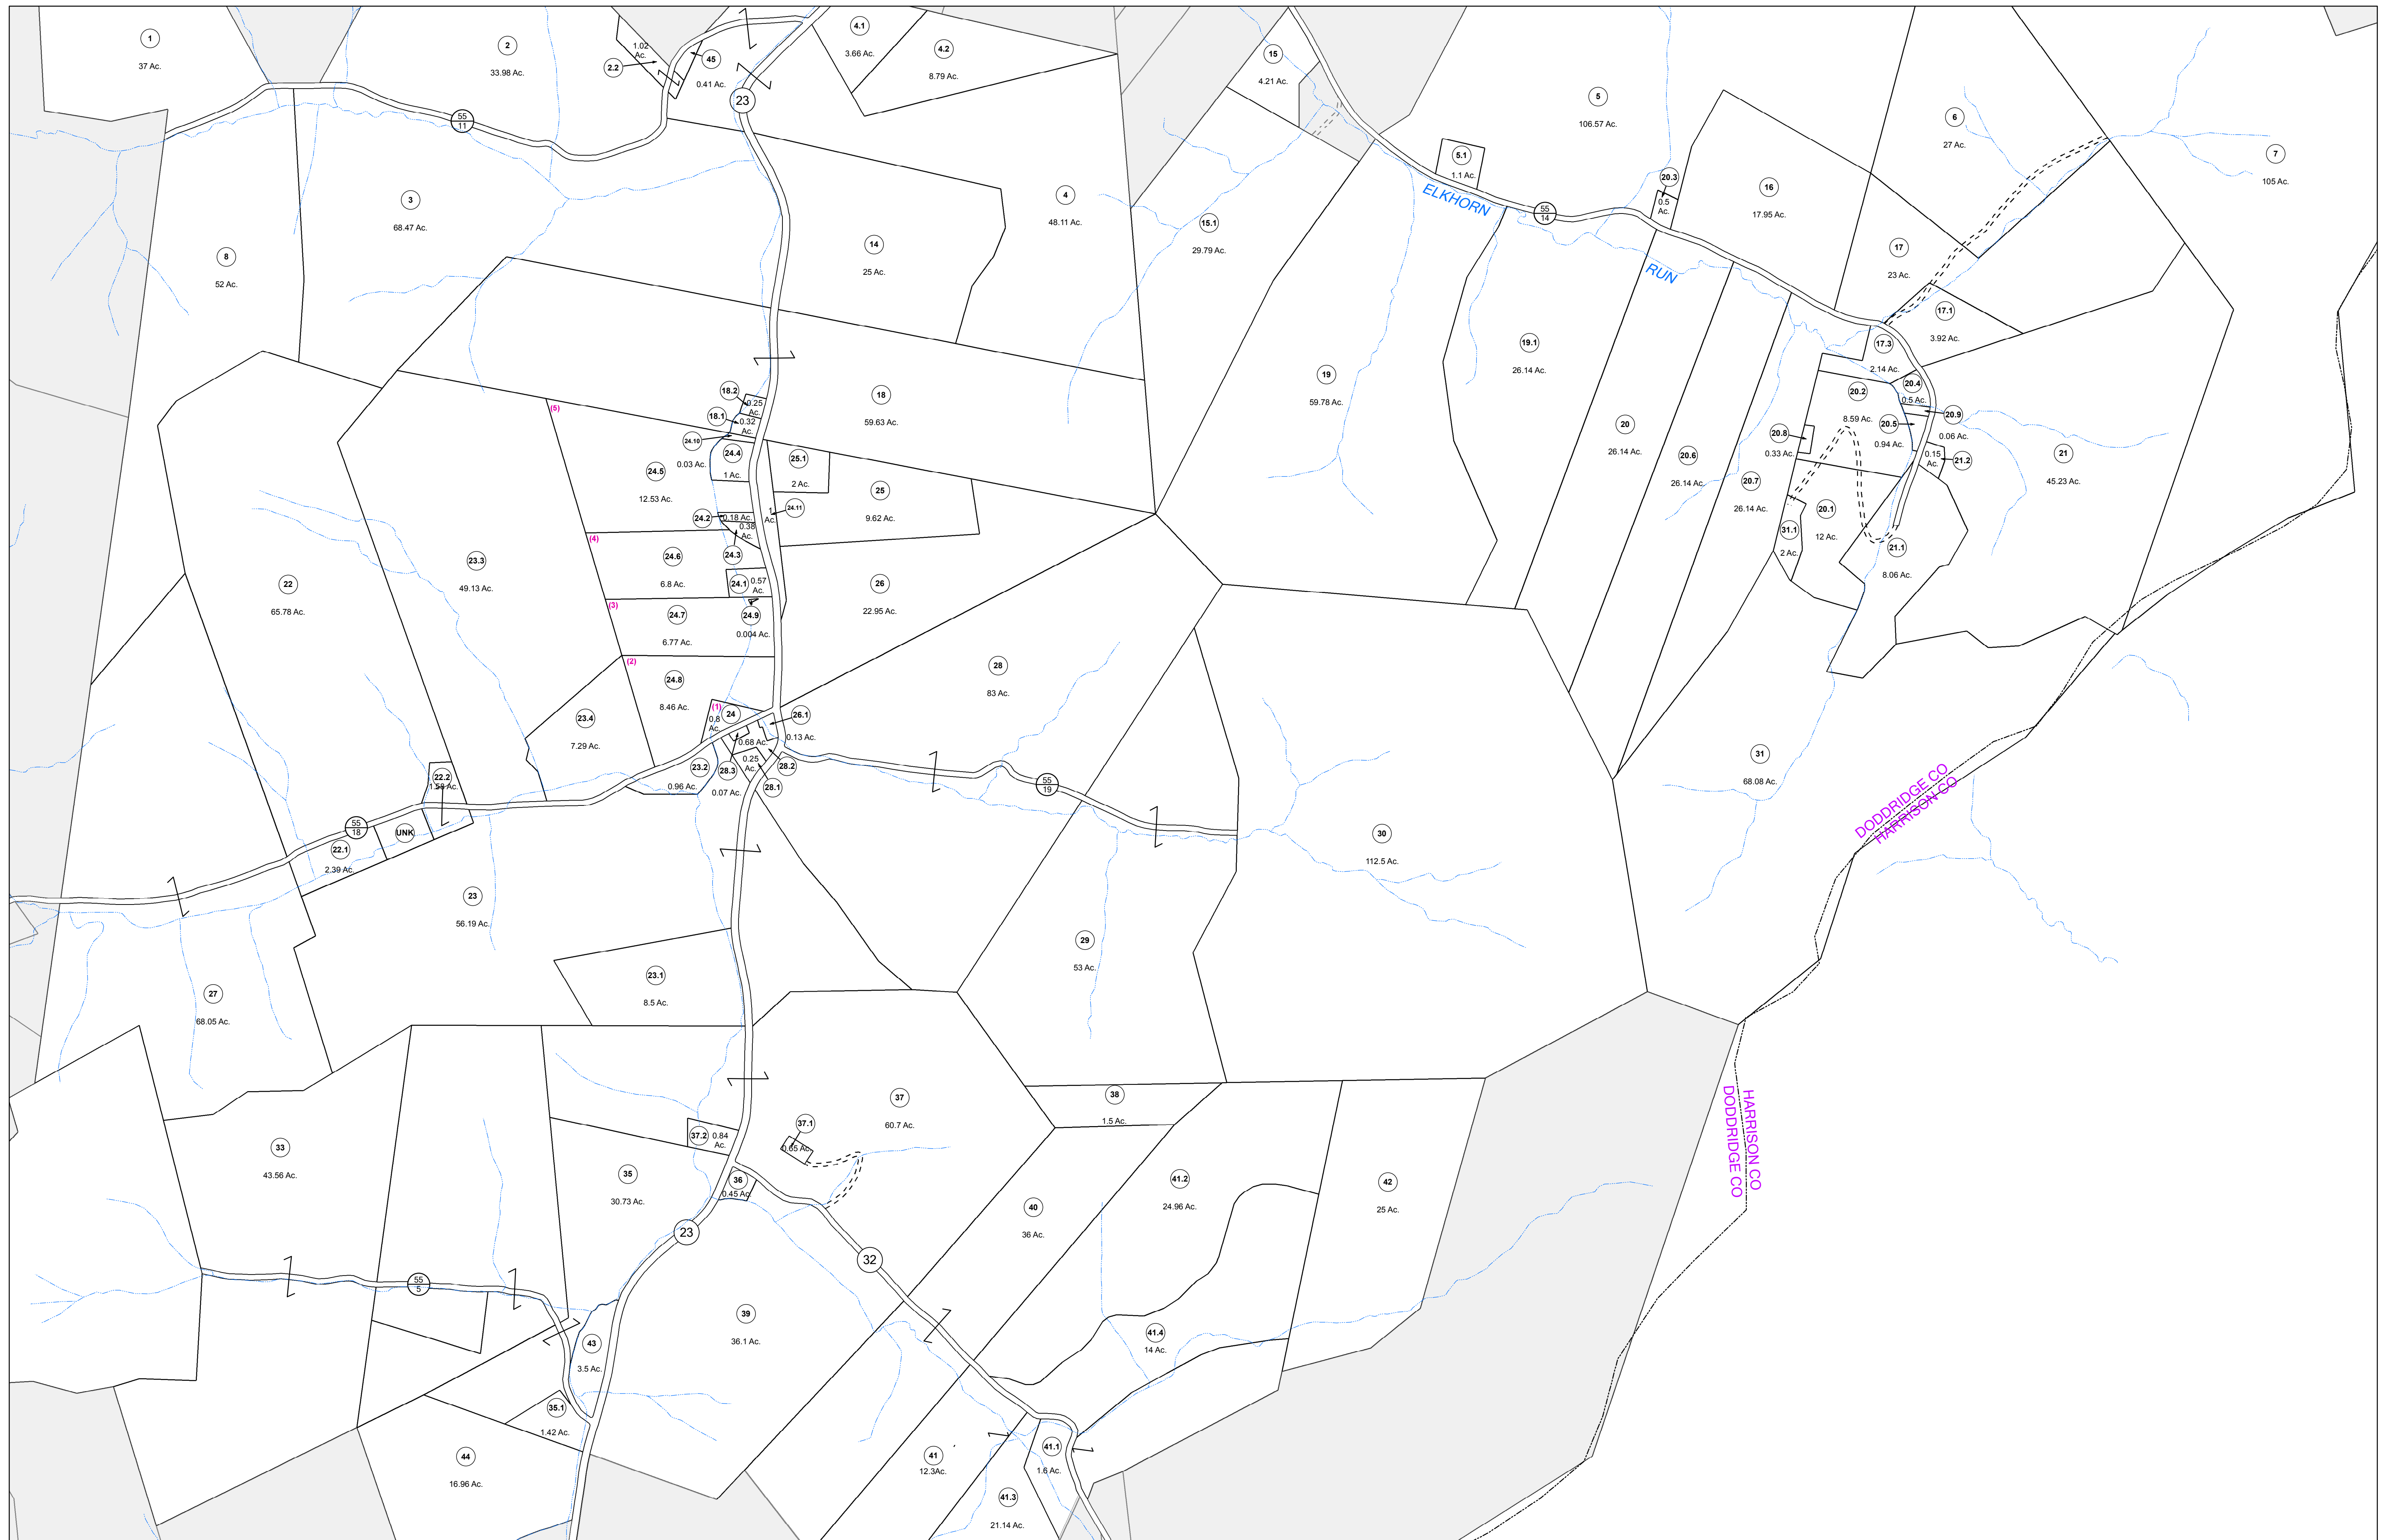 1
37 Ac.
2
33.98 Ac.
1.02
Ac.
2.2
45
0.41 Ac.
23
4.1
3.66 Ac.
4.2
8.79 Ac.
15
4.21 Ac.
5
106.57 Ac.
6
27 Ac.
7
105 Ac.
55
11
3
68.47 Ac.
8
52 Ac.
14
25 Ac.
4
48.11 Ac.
15.1
29.79 Ac.
5.1
1.1 Ac.
ELKHORN
55
14
RUN
20.3
0.5
Ac.
16
17.95 Ac.
17
23 Ac.
17.1
3.92 Ac.
17.3
2.14 Ac.
18.2
0.25
Ac.
18.1
0.32
Ac.
18
59.63 Ac.
19
59.78 Ac.
19.1
26.14 Ac.
20
26.14 Ac.
20.6
26.14 Ac.
20.7
26.14 Ac.
20.2
8.59 Ac.
20.4
0.5 Ac.
20.9
0.06 Ac.
20.5
0.94 Ac.
20.8
0.33 Ac.
0.15
Ac.
21.2
21
45.23 Ac.
20.1
12 Ac.
31.1
2 Ac.
21.1
8.06 Ac.
(5)
24.10
0.03 Ac.
24.4
1 Ac.
24.5
12.53 Ac.
25.1
2 Ac.
25
9.62 Ac.
24.11
1
Ac.
24.2
0.18 Ac.
0.38
Ac.
24.3
(4)
24.6
6.8 Ac.
24.1
0.57
Ac.
26
22.95 Ac.
(3)
24.7
6.77 Ac.
24.9
0.004 Ac.
22
65.78 Ac.
23.3
49.13 Ac.
(2)
24.8
8.46 Ac.
23.4
7.29 Ac.
(1)
24
0.8
Ac.
26.1
0.13 Ac.
0.68 Ac.
28.2
0.25
Ac.
28.1
28.3
0.07 Ac.
23.2
0.96 Ac.
28
83 Ac.
55
19
22.2
1.58 Ac.
55
18
UNK
22.1
2.39 Ac.
23
56.19 Ac.
30
112.5 Ac.
31
68.08 Ac.
DODDRIDGE CO
HARRISON CO
29
53 Ac.
23.1
8.5 Ac.
27
68.05 Ac.
33
43.56 Ac.
37
60.7 Ac.
37.1
0.65 Ac.
37.2
0.84
Ac.
38
1.5 Ac.
HARRISON CO
DODDRIDGE CO
35
30.73 Ac.
36
0.45 Ac.
23
32
40
36 Ac.
41.2
24.96 Ac.
42
25 Ac.
55
5
39
36.1 Ac.
43
3.5 Ac.
41.4
14 Ac.
35.1
1.42 Ac.
44
16.96 Ac.
41
12.3Ac.
41.1
1.6 Ac.
41.3
21.14 Ac.